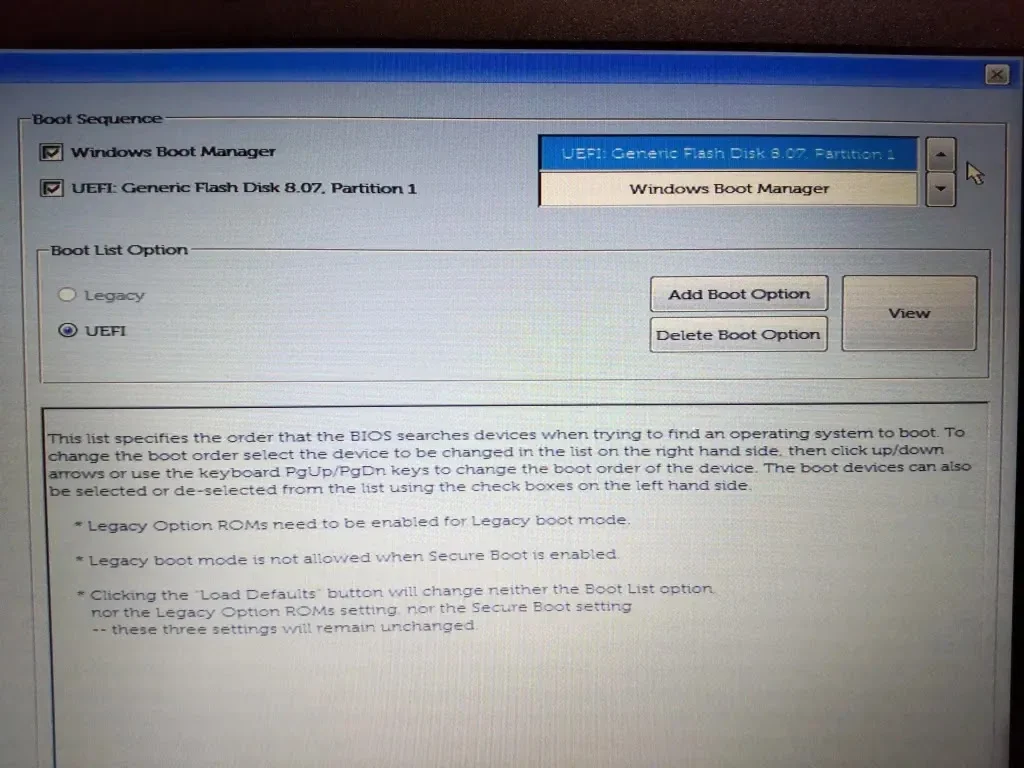 Boot Sequence
Windows Boot Manager
UEFI: Generic Flash Disk 8.07, Partition 1
UEFI: Generic Flash Disk 8.07, Partition 1
Windows Boot Manager
Boot List Option
Legacy
UEFI
Add Boot Option
Delete Boot Option
View
This list specifies the order that the BIOS searches devices when trying to find an operating system to boot. To
change the boot order select the device to be changed in the list on the right hand side, then click up/down
arrows or use the keyboard PgUp/PgDn keys to change the boot order of the device. The boot devices can also
be selected or de-selected from the list using the check boxes on the left hand side.
* Legacy Option ROMs need to be enabled for Legacy boot mode.
* Legacy boot mode is not allowed when Secure Boot is enabled.
* Clicking the "Load Defaults" button will change neither the Boot List option,
nor the Legacy Option ROMs setting, nor the Secure Boot setting
-- these three settings will remain unchanged.